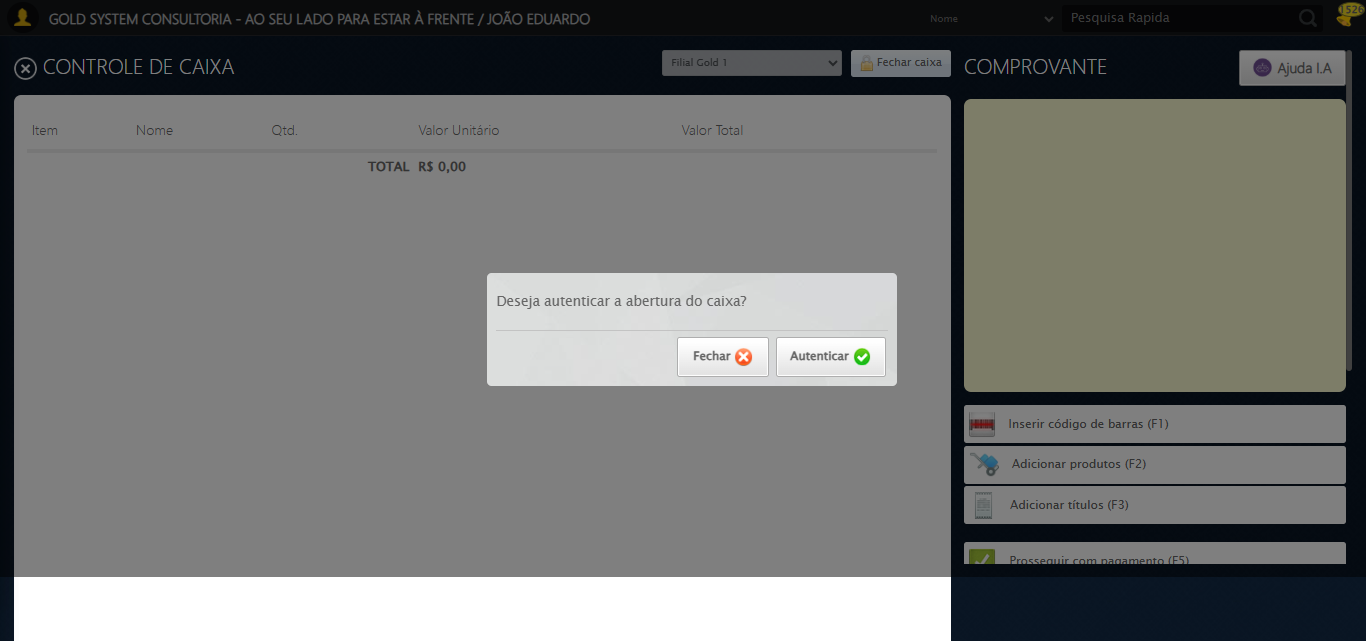 GOLD SYSTEM CONSULTORIA - AO SEU LADO PARA ESTAR À FRENTE / JOÃO EDUARDO
Nome
Pesquisa Rapida
1526
CONTROLE DE CAIXA
Filial Gold 1
Fechar caixa
COMPROVANTE
Ajuda I.A
Item Nome Qtd. Valor Unitário Valor Total
TOTAL R$ 0,00
Deseja autenticar a abertura do caixa?
Fechar
Autenticar
Inserir código de barras (F1)
Adicionar produtos (F2)
Adicionar títulos (F3)
Prosseguir com pagamento (F5)